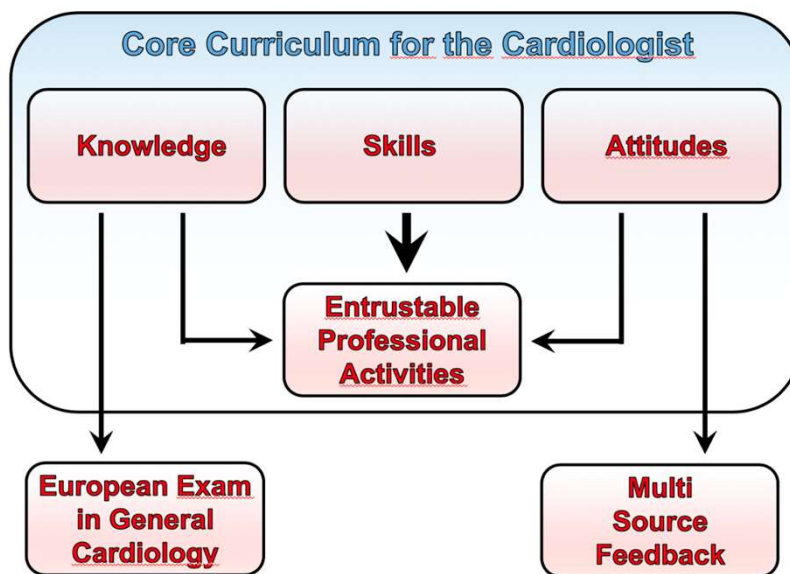 Core Curriculum for the Cardiologist
Knowledge
Skills
Attitudes
Entrustable
Professional
Activities
European Exam
in General
Cardiology
Multi
Source
Feedback